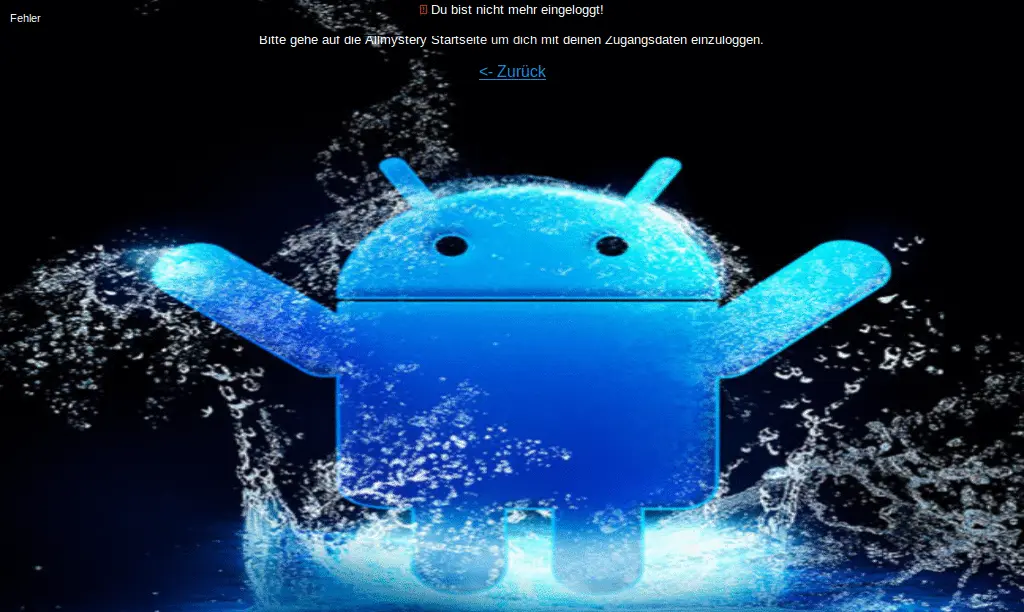 Fehler
Du bist nicht mehr eingeloggt!
Bitte gehe auf die Allmystery Startseite um dich mit deinen Zugangsdaten einzuloggen.
<- Zurück